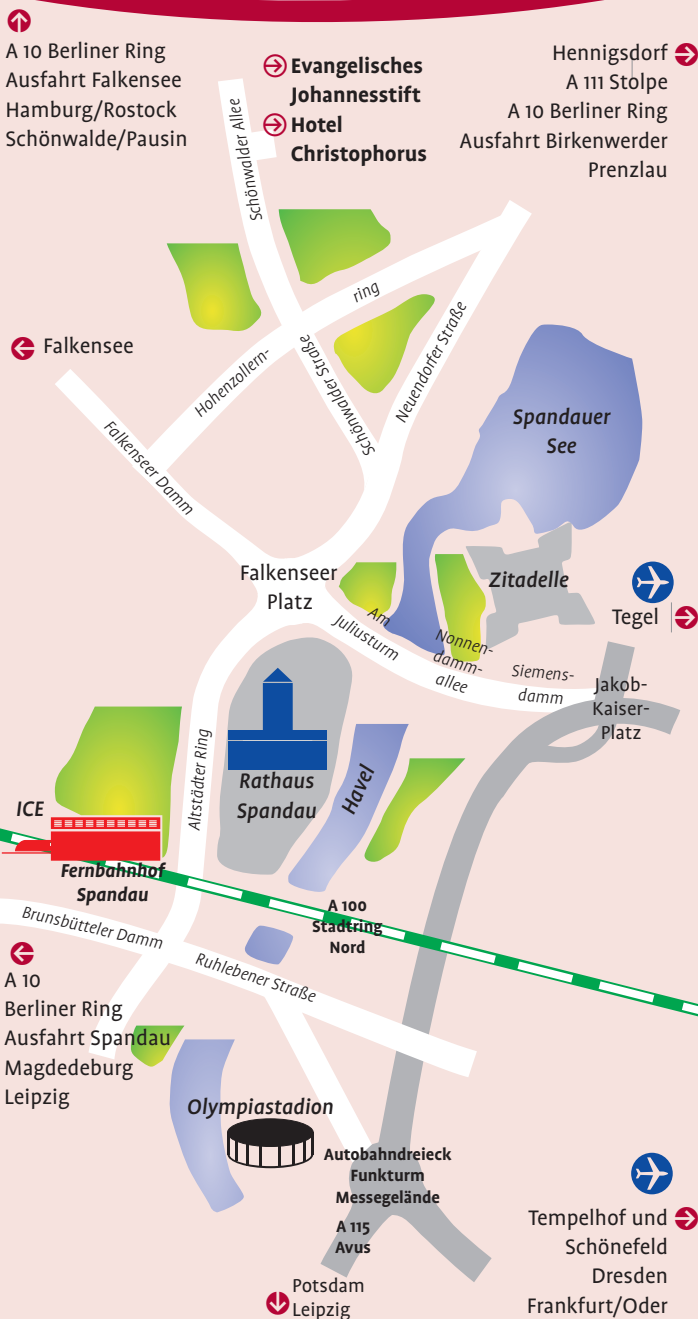 A 10 Berliner Ring
Ausfahrt Falkensee
Hamburg/Rostock
Schönwalde/Pausin
Evangelisches
Johannesstift
Hotel
Christophorus
Hennigsdorf
A 111 Stolpe
A 10 Berliner Ring
Ausfahrt Birkenwerder
Prenzlau
Schönwalder Allee
ring
Hohenzollern-
Schönwalder Straße
Neuendorfer Straße
Falkensee
Falkenseer Damm
Spandauer
See
Falkenseer
Platz
Zitadelle
Tegel
Am
Juliusturm
Nonnen-
damm-
allee
Siemens-
damm
Jakob-
Kaiser-
Platz
Altstädter Ring
Rathaus
Spandau
Havel
ICE
Fernbahnhof
Spandau
A 100
Stadtring
Nord
Brunsbütteler Damm
Ruhlebener Straße
A 10
Berliner Ring
Ausfahrt Spandau
Magdedeburg
Leipzig
Olympiastadion
Autobahndreieck
Funkturm
Messegelände
A 115
Avus
Potsdam
Leipzig
Tempelhof und
Schönefeld
Dresden
Frankfurt/Oder